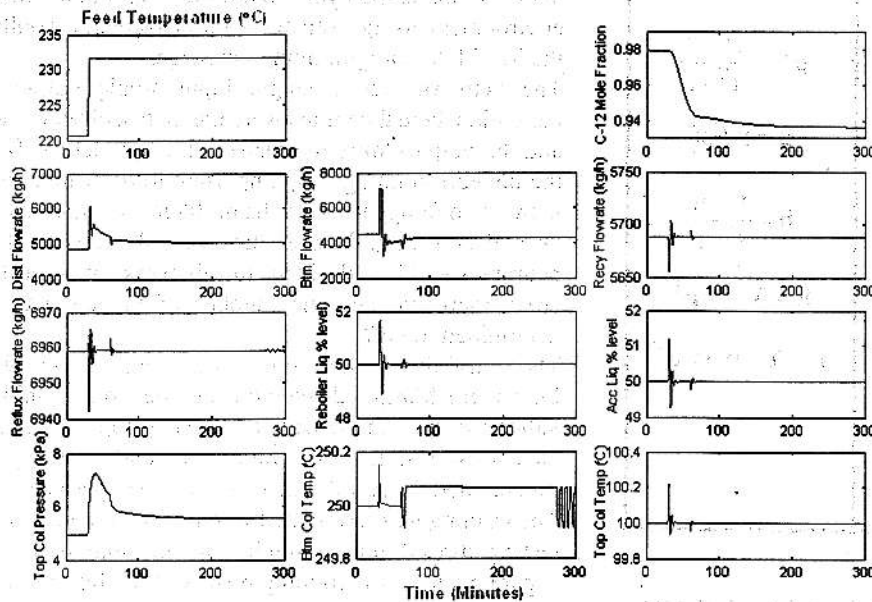 Feed Temperature (°C)
235
230
225
220
0 100 200 300
C-12 Mole Fraction
0.98
0.96
0.94
0 100 200 300
Dist Flowrate (kg/h)
7000
6000
5000
4000
0 100 200 300
Btm Flowrate (kg/h)
8000
6000
4000
2000
0 100 200 300
Recy Flowrate (kg/h)
5750
5700
5650
0 100 200 300
Reflux Flowrate (kg/h)
6970
6960
6950
6940
0 100 200 300
Reboiler Liq % level)
52
50
48
0 100 200 300
Acc Liq % level)
52
51
50
49
0 100 200 300
Top Col Pressure (kPa)
8
6
4
0 100 200 300
Btm Col Temp (C)
250.2
250
249.8
0 100 200 300
Top Col Temp (C)
100.4
100.2
100
99.8
0 100 200 300
Time (Minutes)